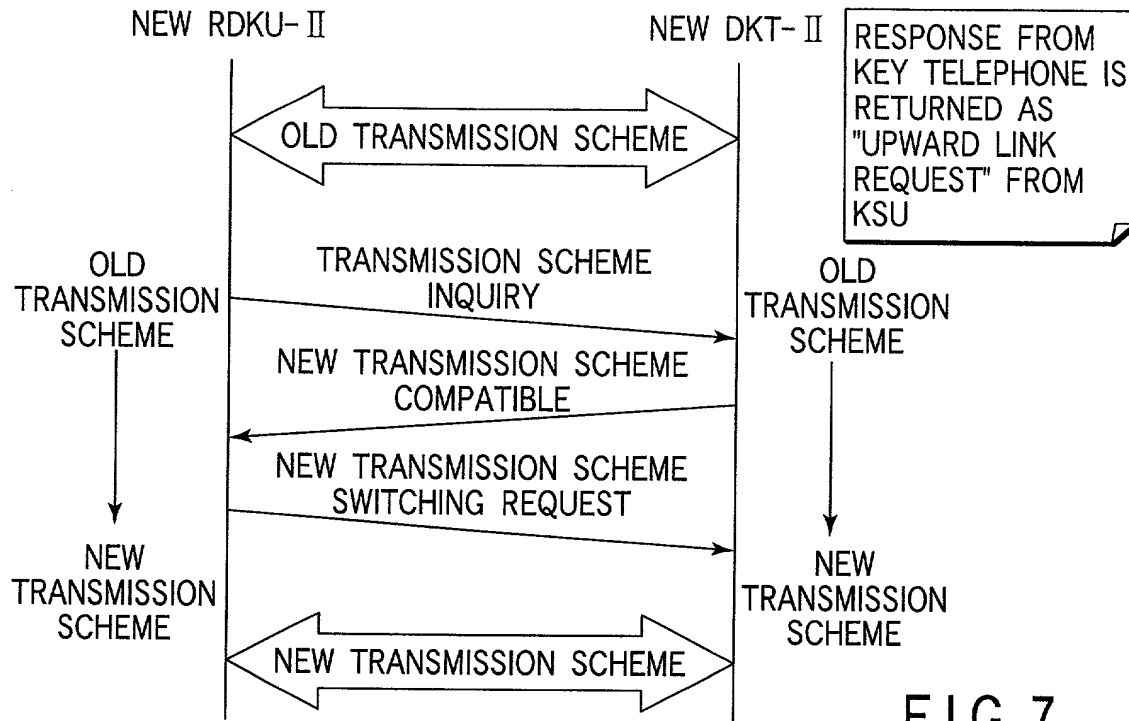 NEW RDKU-II
NEW DKT-II
RESPONSE FROM
KEY TELEPHONE IS
RETURNED AS
"UPWARD LINK
REQUEST" FROM
KSU
OLD TRANSMISSION SCHEME
OLD
TRANSMISSION
SCHEME
TRANSMISSION SCHEME
INQUIRY
OLD
TRANSMISSION
SCHEME
NEW TRANSMISSION SCHEME
COMPATIBLE
NEW TRANSMISSION SCHEME
SWITCHING REQUEST
NEW
TRANSMISSION
SCHEME
NEW
TRANSMISSION
SCHEME
NEW TRANSMISSION SCHEME
FIG. 7